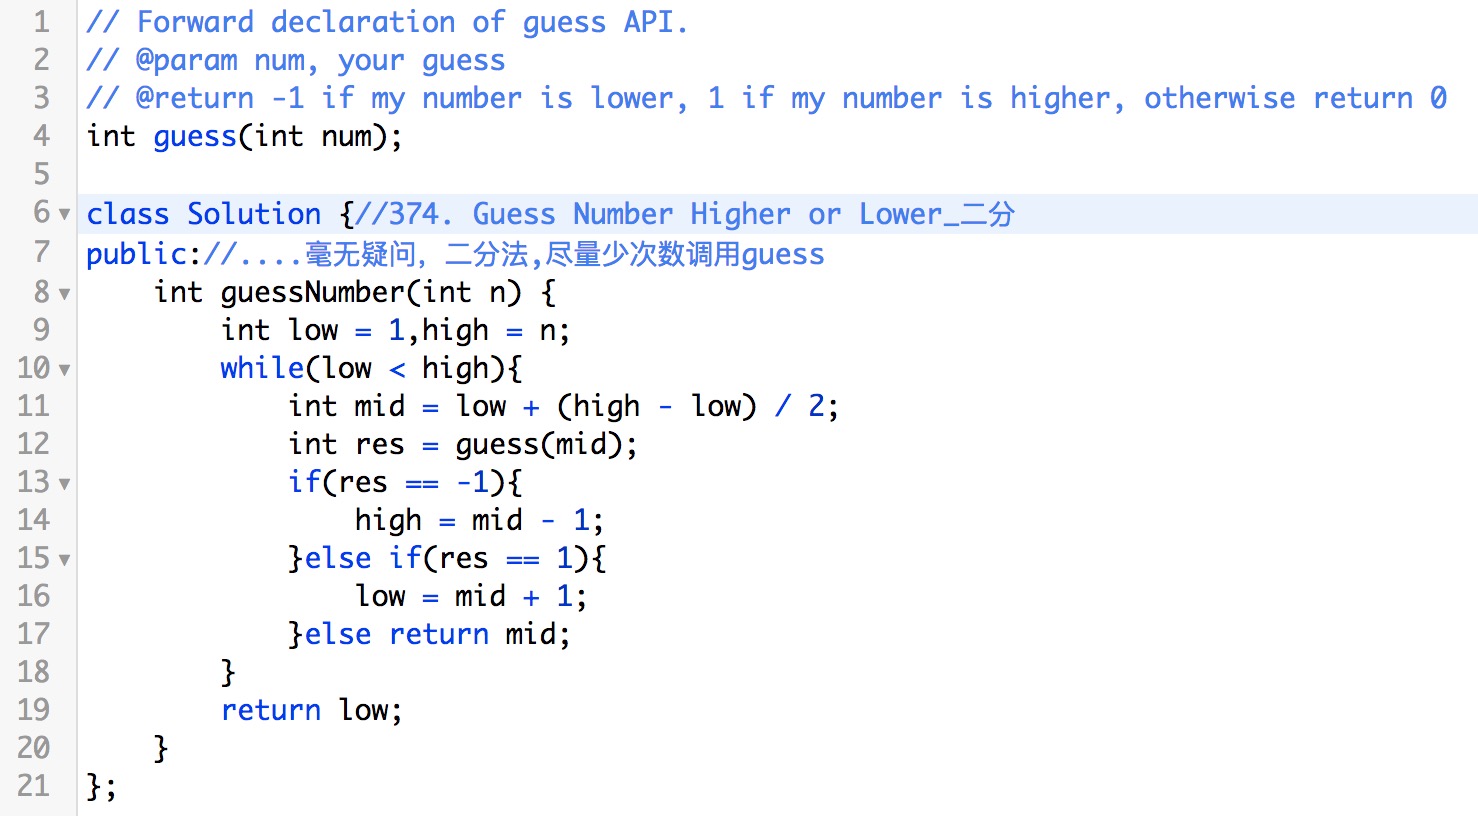 1 // Forward declaration of guess API.
2 // @param num, your guess
3 // @return -1 if my number is lower, 1 if my number is higher, otherwise return 0
4 int guess(int num);
5
6 class Solution {//374. Guess Number Higher or Lower_二分
7 public://....毫无疑问，二分法,尽量少次数调用guess
8     int guessNumber(int n) {
9         int low = 1,high = n;
10         while(low < high){
11             int mid = low + (high - low) / 2;
12             int res = guess(mid);
13             if(res == -1){
14                 high = mid - 1;
15             }else if(res == 1){
16                 low = mid + 1;
17             }else return mid;
18         }
19         return low;
20     }
21 };